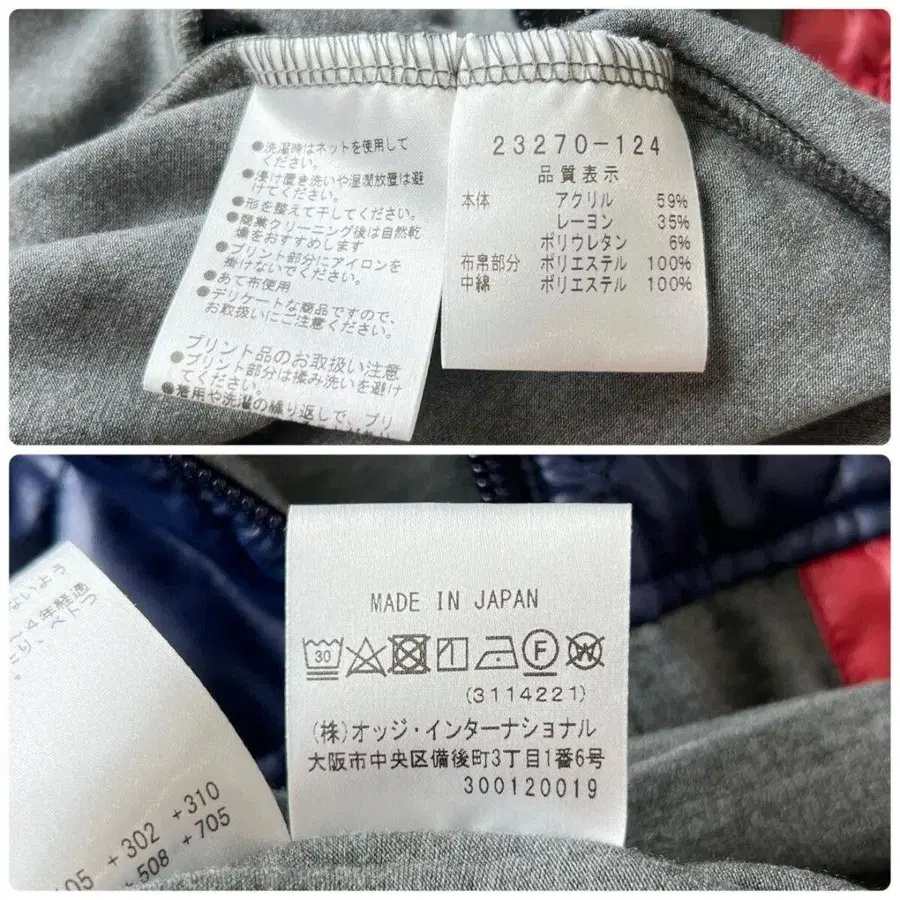 ●洗濯時はネットを使用して
ください。
●浸け置き洗いや湿潤放置は避
けてください。
●形を整えて干してください。
●商業クリーニング後は自然乾
燥をおすすめします
●プリント部分にアイロンを
掛けないでください。
●あて布使用
●デリケートな商品ですので、
お取扱いにご注意ください。
プリント品のお取扱い注意
●プリント部分は揉み洗いを避け
てください。
●着用や洗濯の繰り返しで、プリ
23270-124
品質表示
本体 アクリル 59%
レーヨン 35%
ポリウレタン 6%
布帛部分 ポリエステル 100%
中綿 ポリエステル 100%
ないよう
4年経過
+302 +310
508 +705
MADE IN JAPAN
30 F W
(3114221)
(株)オッジ・インターナショナル
大阪市中央区備後町3丁目1番6号
300120019